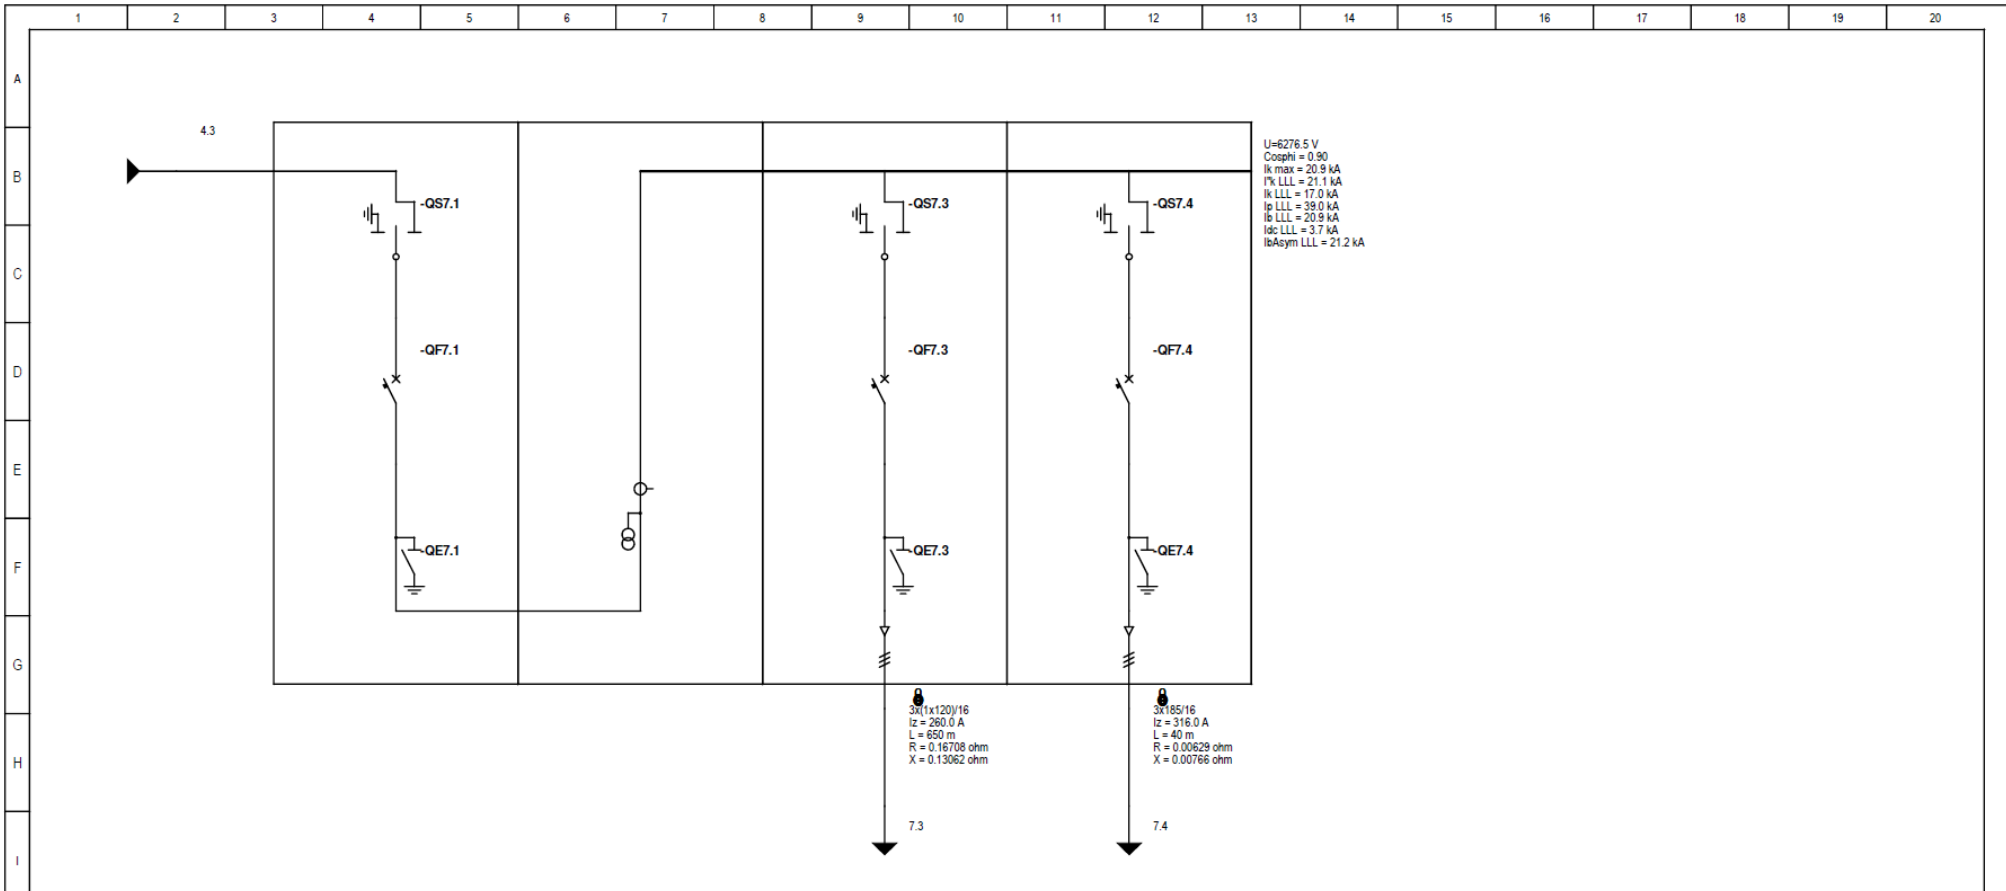 1 2 3 4 5 6 7 8 9 10 11 12 13 14 15 16 17 18 19 20
A
B
C
D
E
F
G
H
I
4.3
U=6276.5 V
Cosphi = 0.90
Ik max = 20.9 kA
I"k LLL = 21.1 kA
Ik LLL = 17.0 kA
Ip LLL = 39.0 kA
Ib LLL = 20.9 kA
Idc LLL = 3.7 kA
IbAsym LLL = 21.2 kA
-QS7.1
-QS7.3
-QS7.4
-QF7.1
-QF7.3
-QF7.4
-QE7.1
-QE7.3
-QE7.4
3x(1x120)/16
Iz = 260.0 A
L = 650 m
R = 0.16708 ohm
X = 0.13062 ohm
3x185/16
Iz = 316.0 A
L = 40 m
R = 0.00629 ohm
X = 0.00766 ohm
7.3
7.4